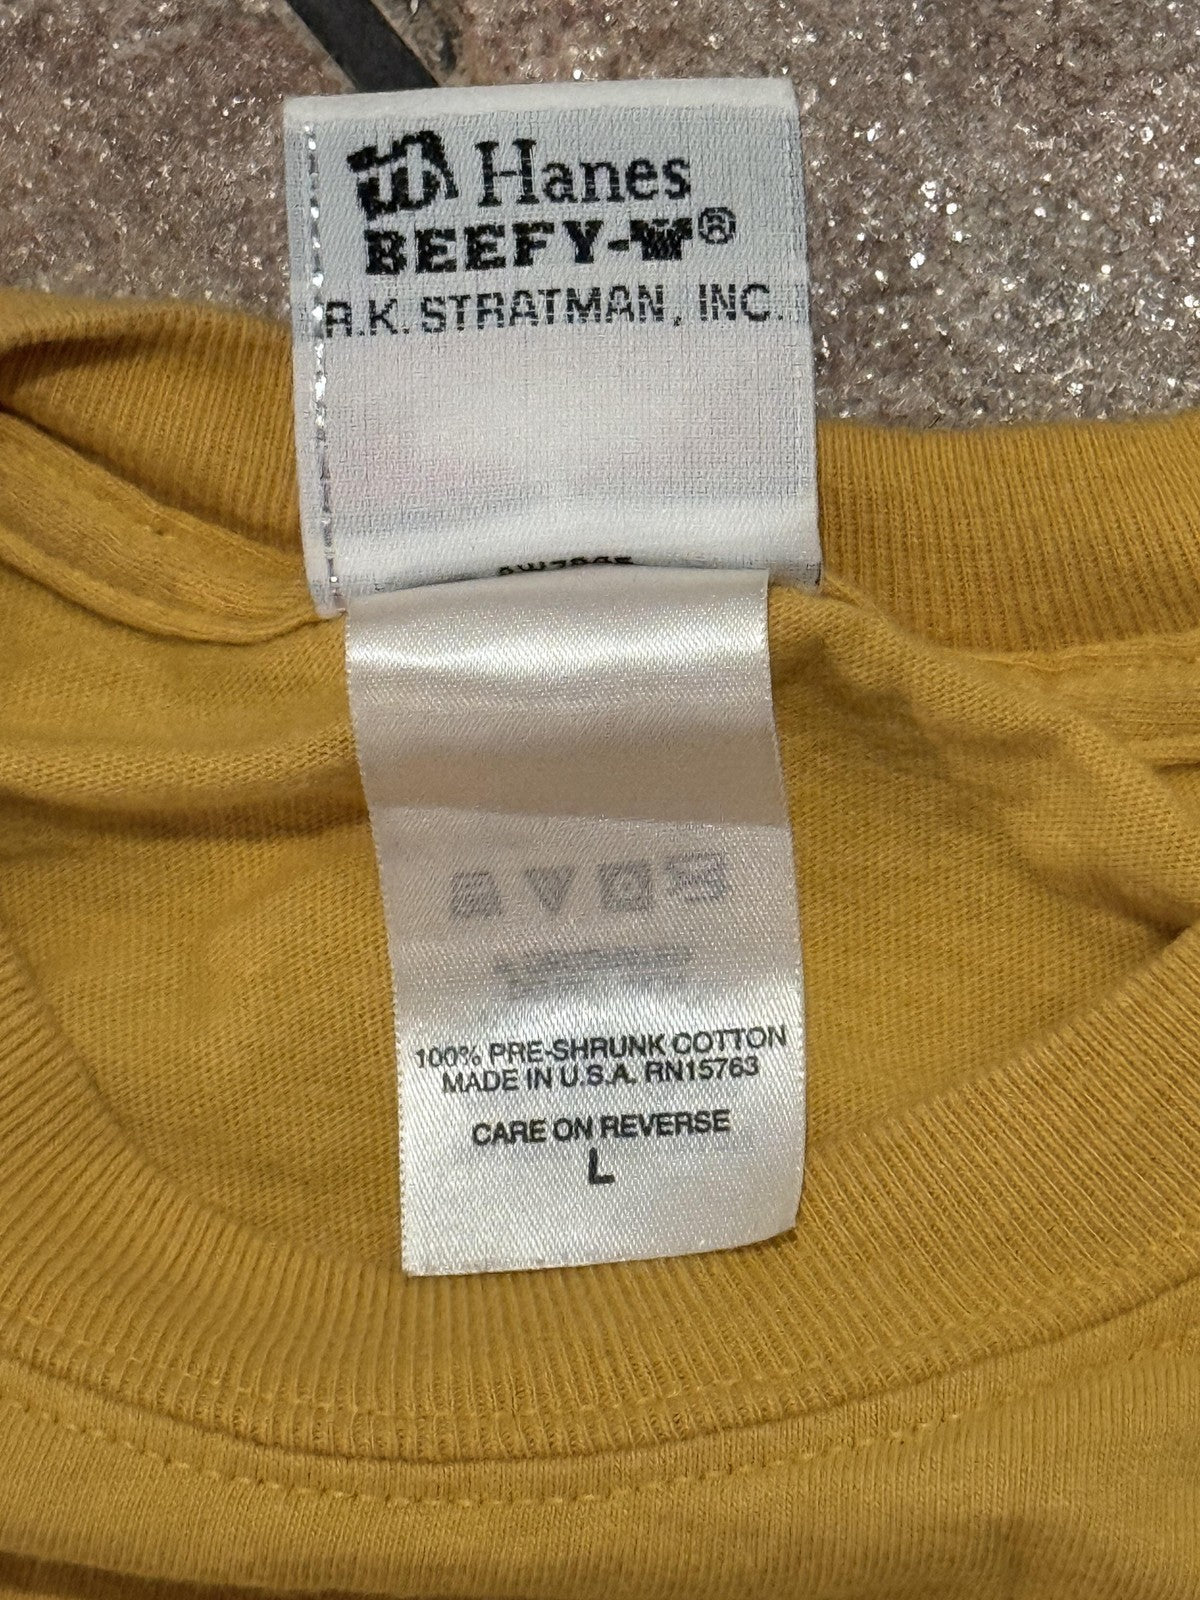 Hanes
BEEFY-T®
A.K. STRATMAN, INC.
100% PRE-SHRUNK COTTON
MADE IN U.S.A. RN15763
CARE ON REVERSE
L